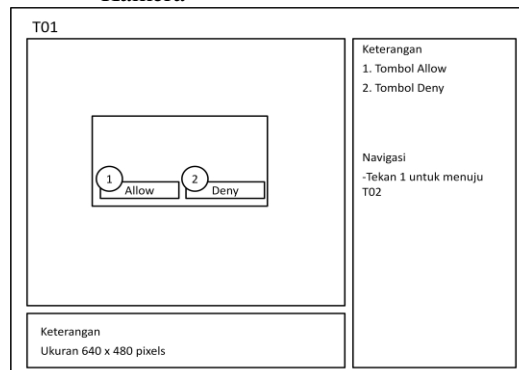 Kamera
T01
1
Allow
2
Deny
Keterangan
1. Tombol Allow
2. Tombol Deny
Navigasi
-Tekan 1 untuk menuju
T02
Keterangan
Ukuran 640 x 480 pixels